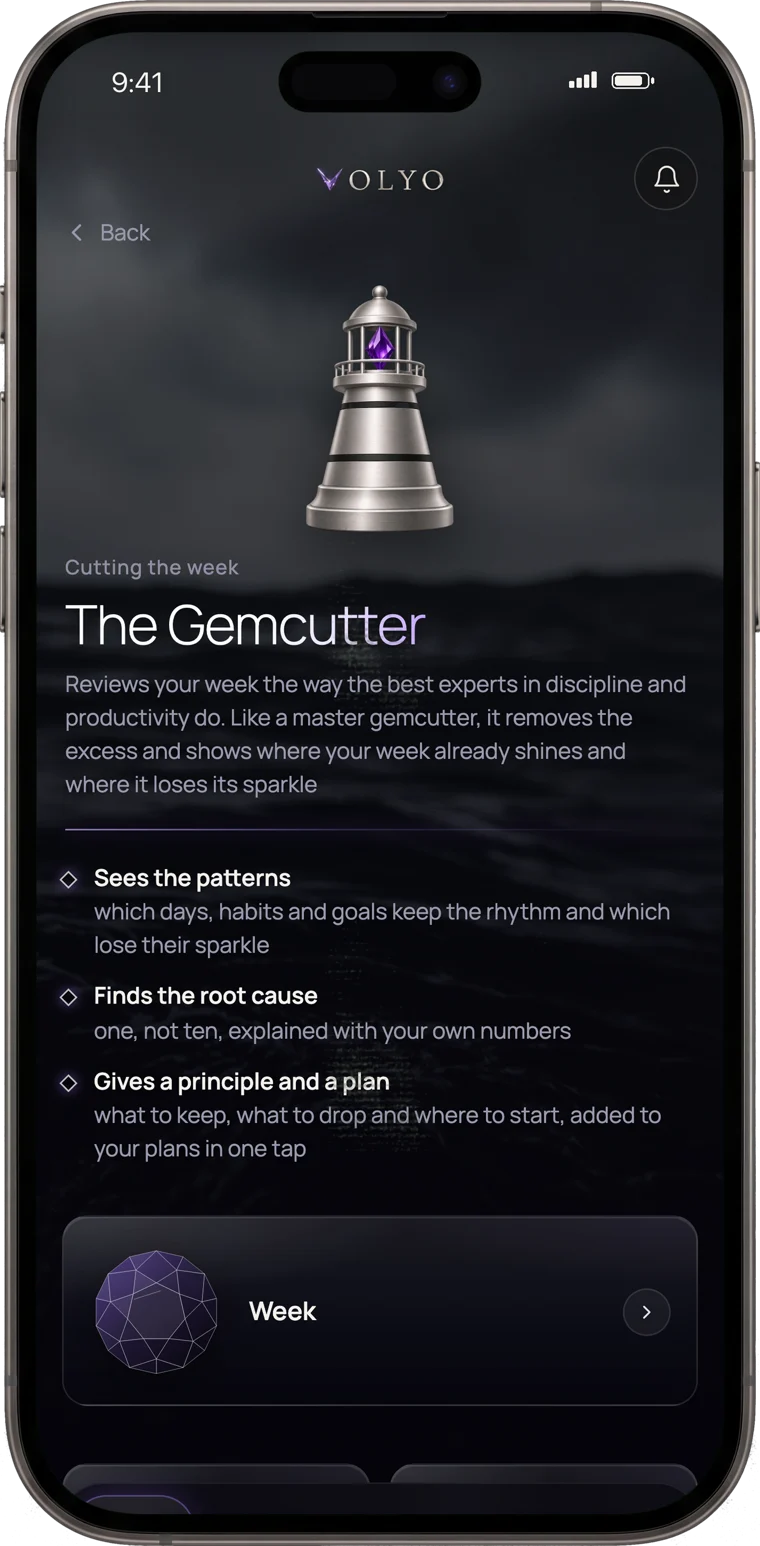 9:41
VOLYO
Back
Cutting the week
The Gemcutter
Reviews your week the way the best experts in discipline and
productivity do. Like a master gemcutter, it removes the
excess and shows where your week already shines and
where it loses its sparkle
Sees the patterns
which days, habits and goals keep the rhythm and which
lose their sparkle
Finds the root cause
one, not ten, explained with your own numbers
Gives a principle and a plan
what to keep, what to drop and where to start, added to
your plans in one tap
Week